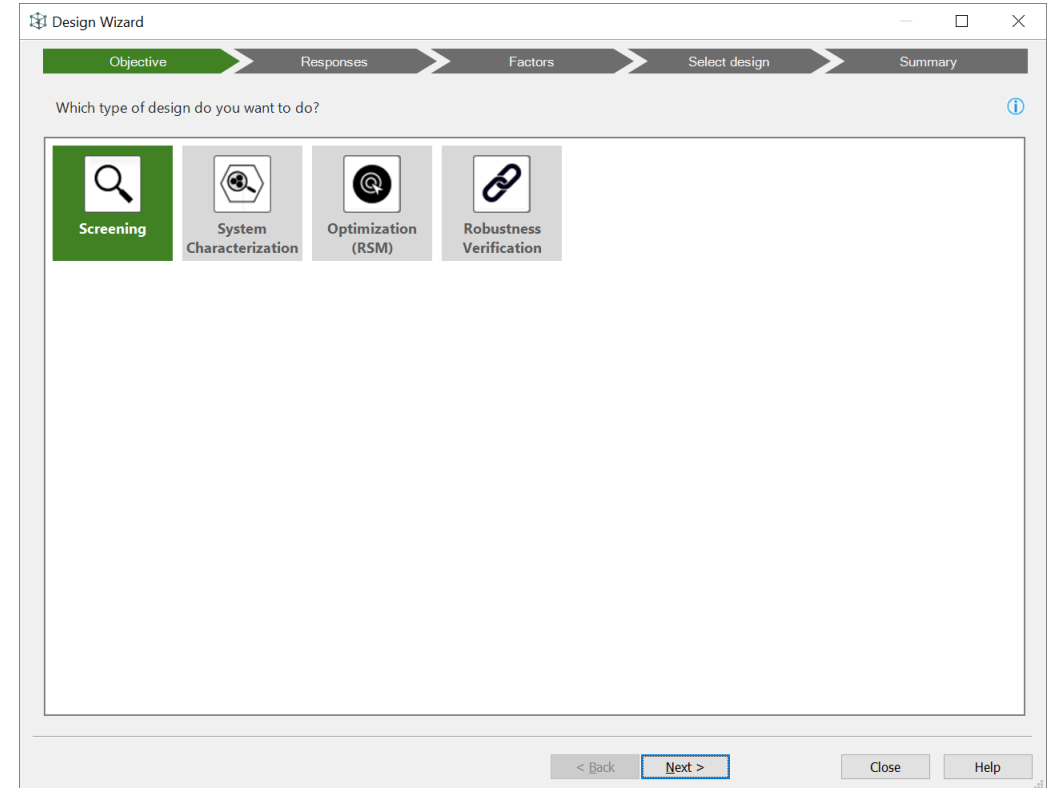 Design Wizard
Objective Responses Factors Select design Summary
Which type of design do you want to do?
Screening
System
Characterization
Optimization
(RSM)
Robustness
Verification
< Back Next > Close Help